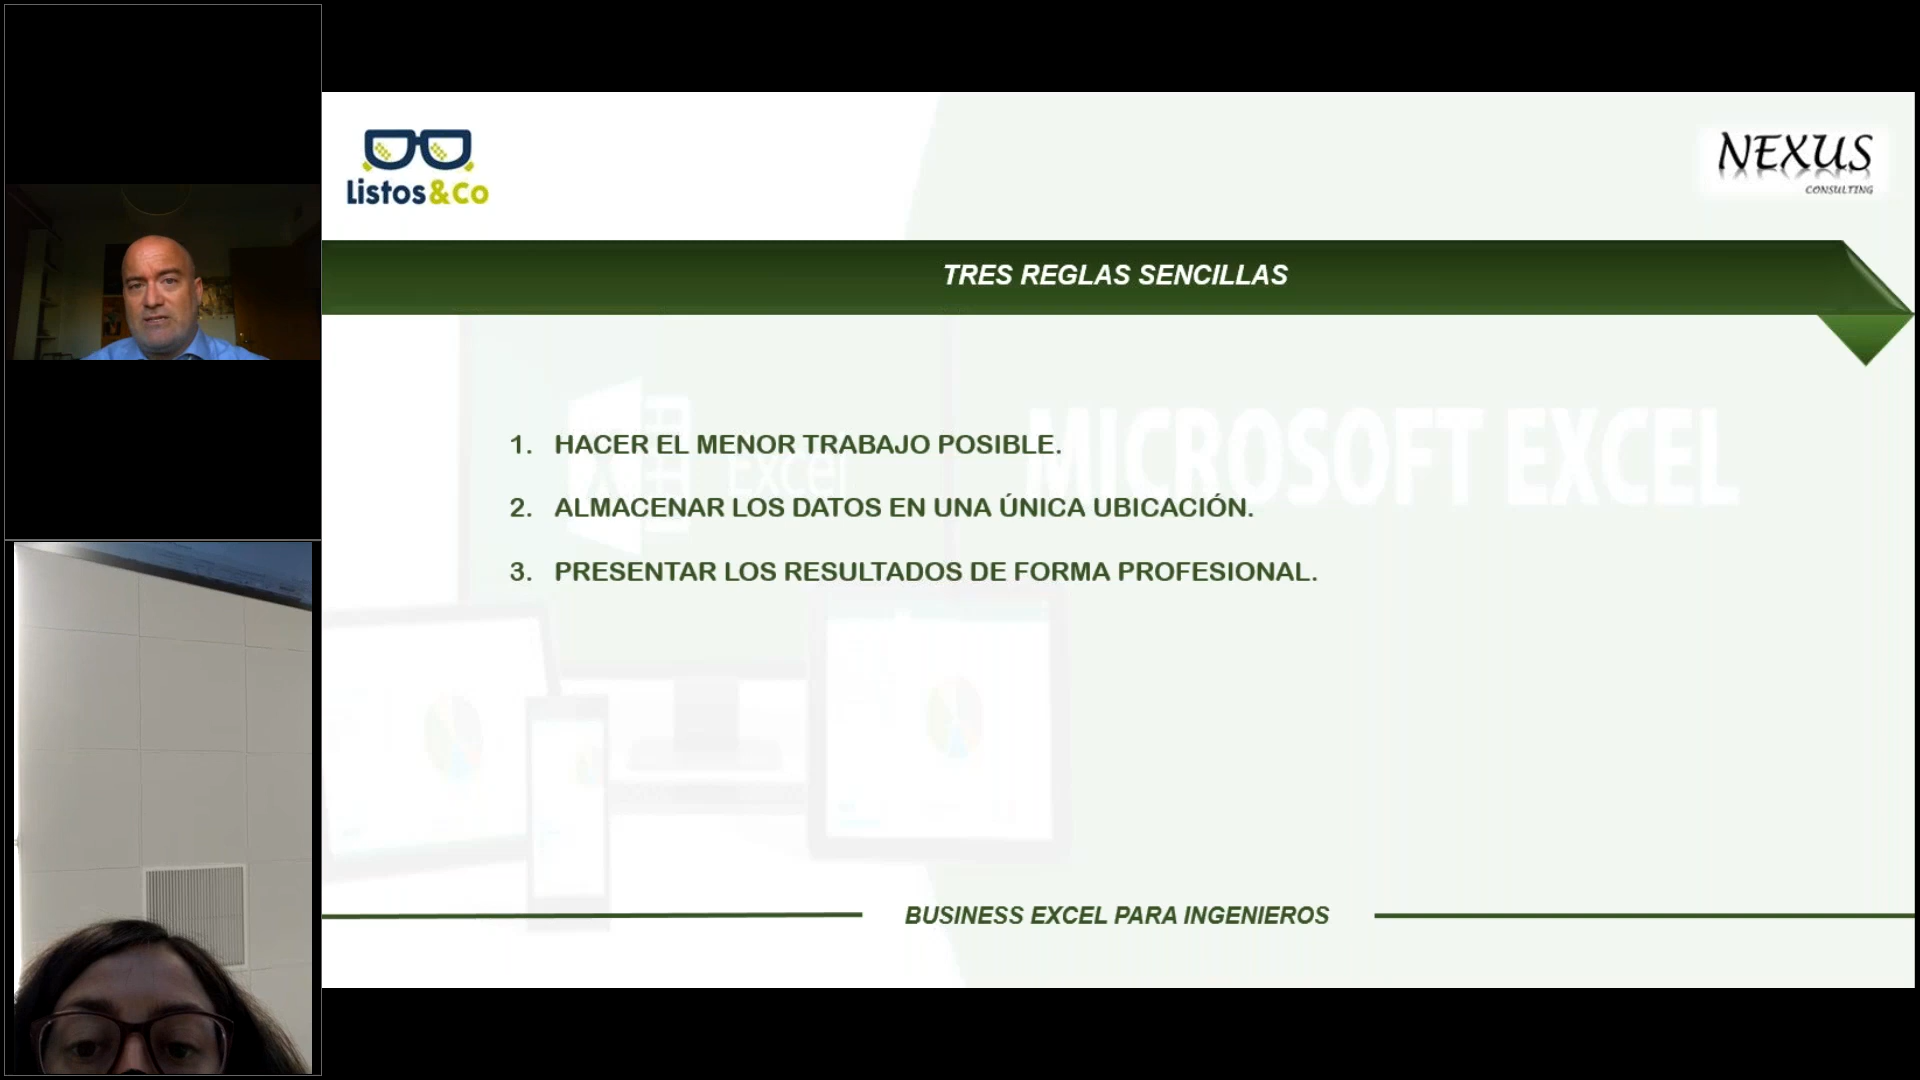 Listos&Co
NEXUS
CONSULTING
TRES REGLAS SENCILLAS
Excel
MICROSOFT EXCEL
1. HACER EL MENOR TRABAJO POSIBLE.
2. ALMACENAR LOS DATOS EN UNA ÚNICA UBICACIÓN.
3. PRESENTAR LOS RESULTADOS DE FORMA PROFESIONAL.
BUSINESS EXCEL PARA INGENIEROS